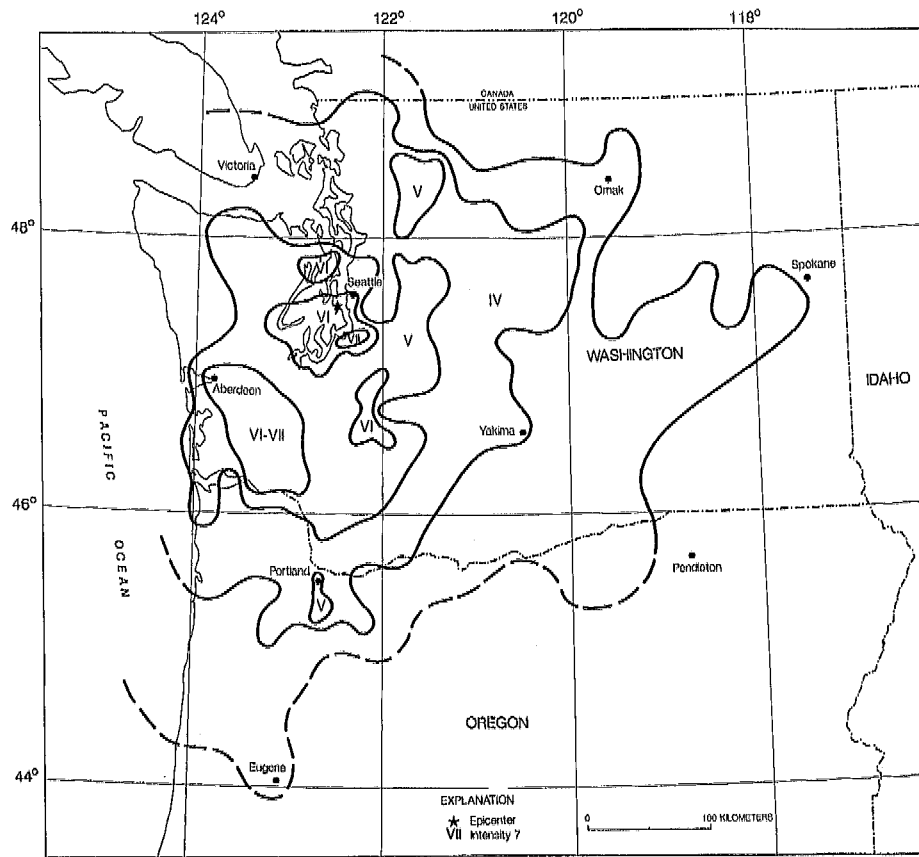 124°
122°
120°
118°
CANADA
UNITED STATES
Victoria
Omak
V
48°
Spokane
VI
Seattle
IV
VI
V
VII
WASHINGTON
IDAHO
Aberdeen
VI-VII
VI
Yakima
PACIFIC
OCEAN
46°
Portland
V
Pendleton
OREGON
Eugene
44°
EXPLANATION
Epicenter
VII Intensity 7
0 100 KILOMETERS